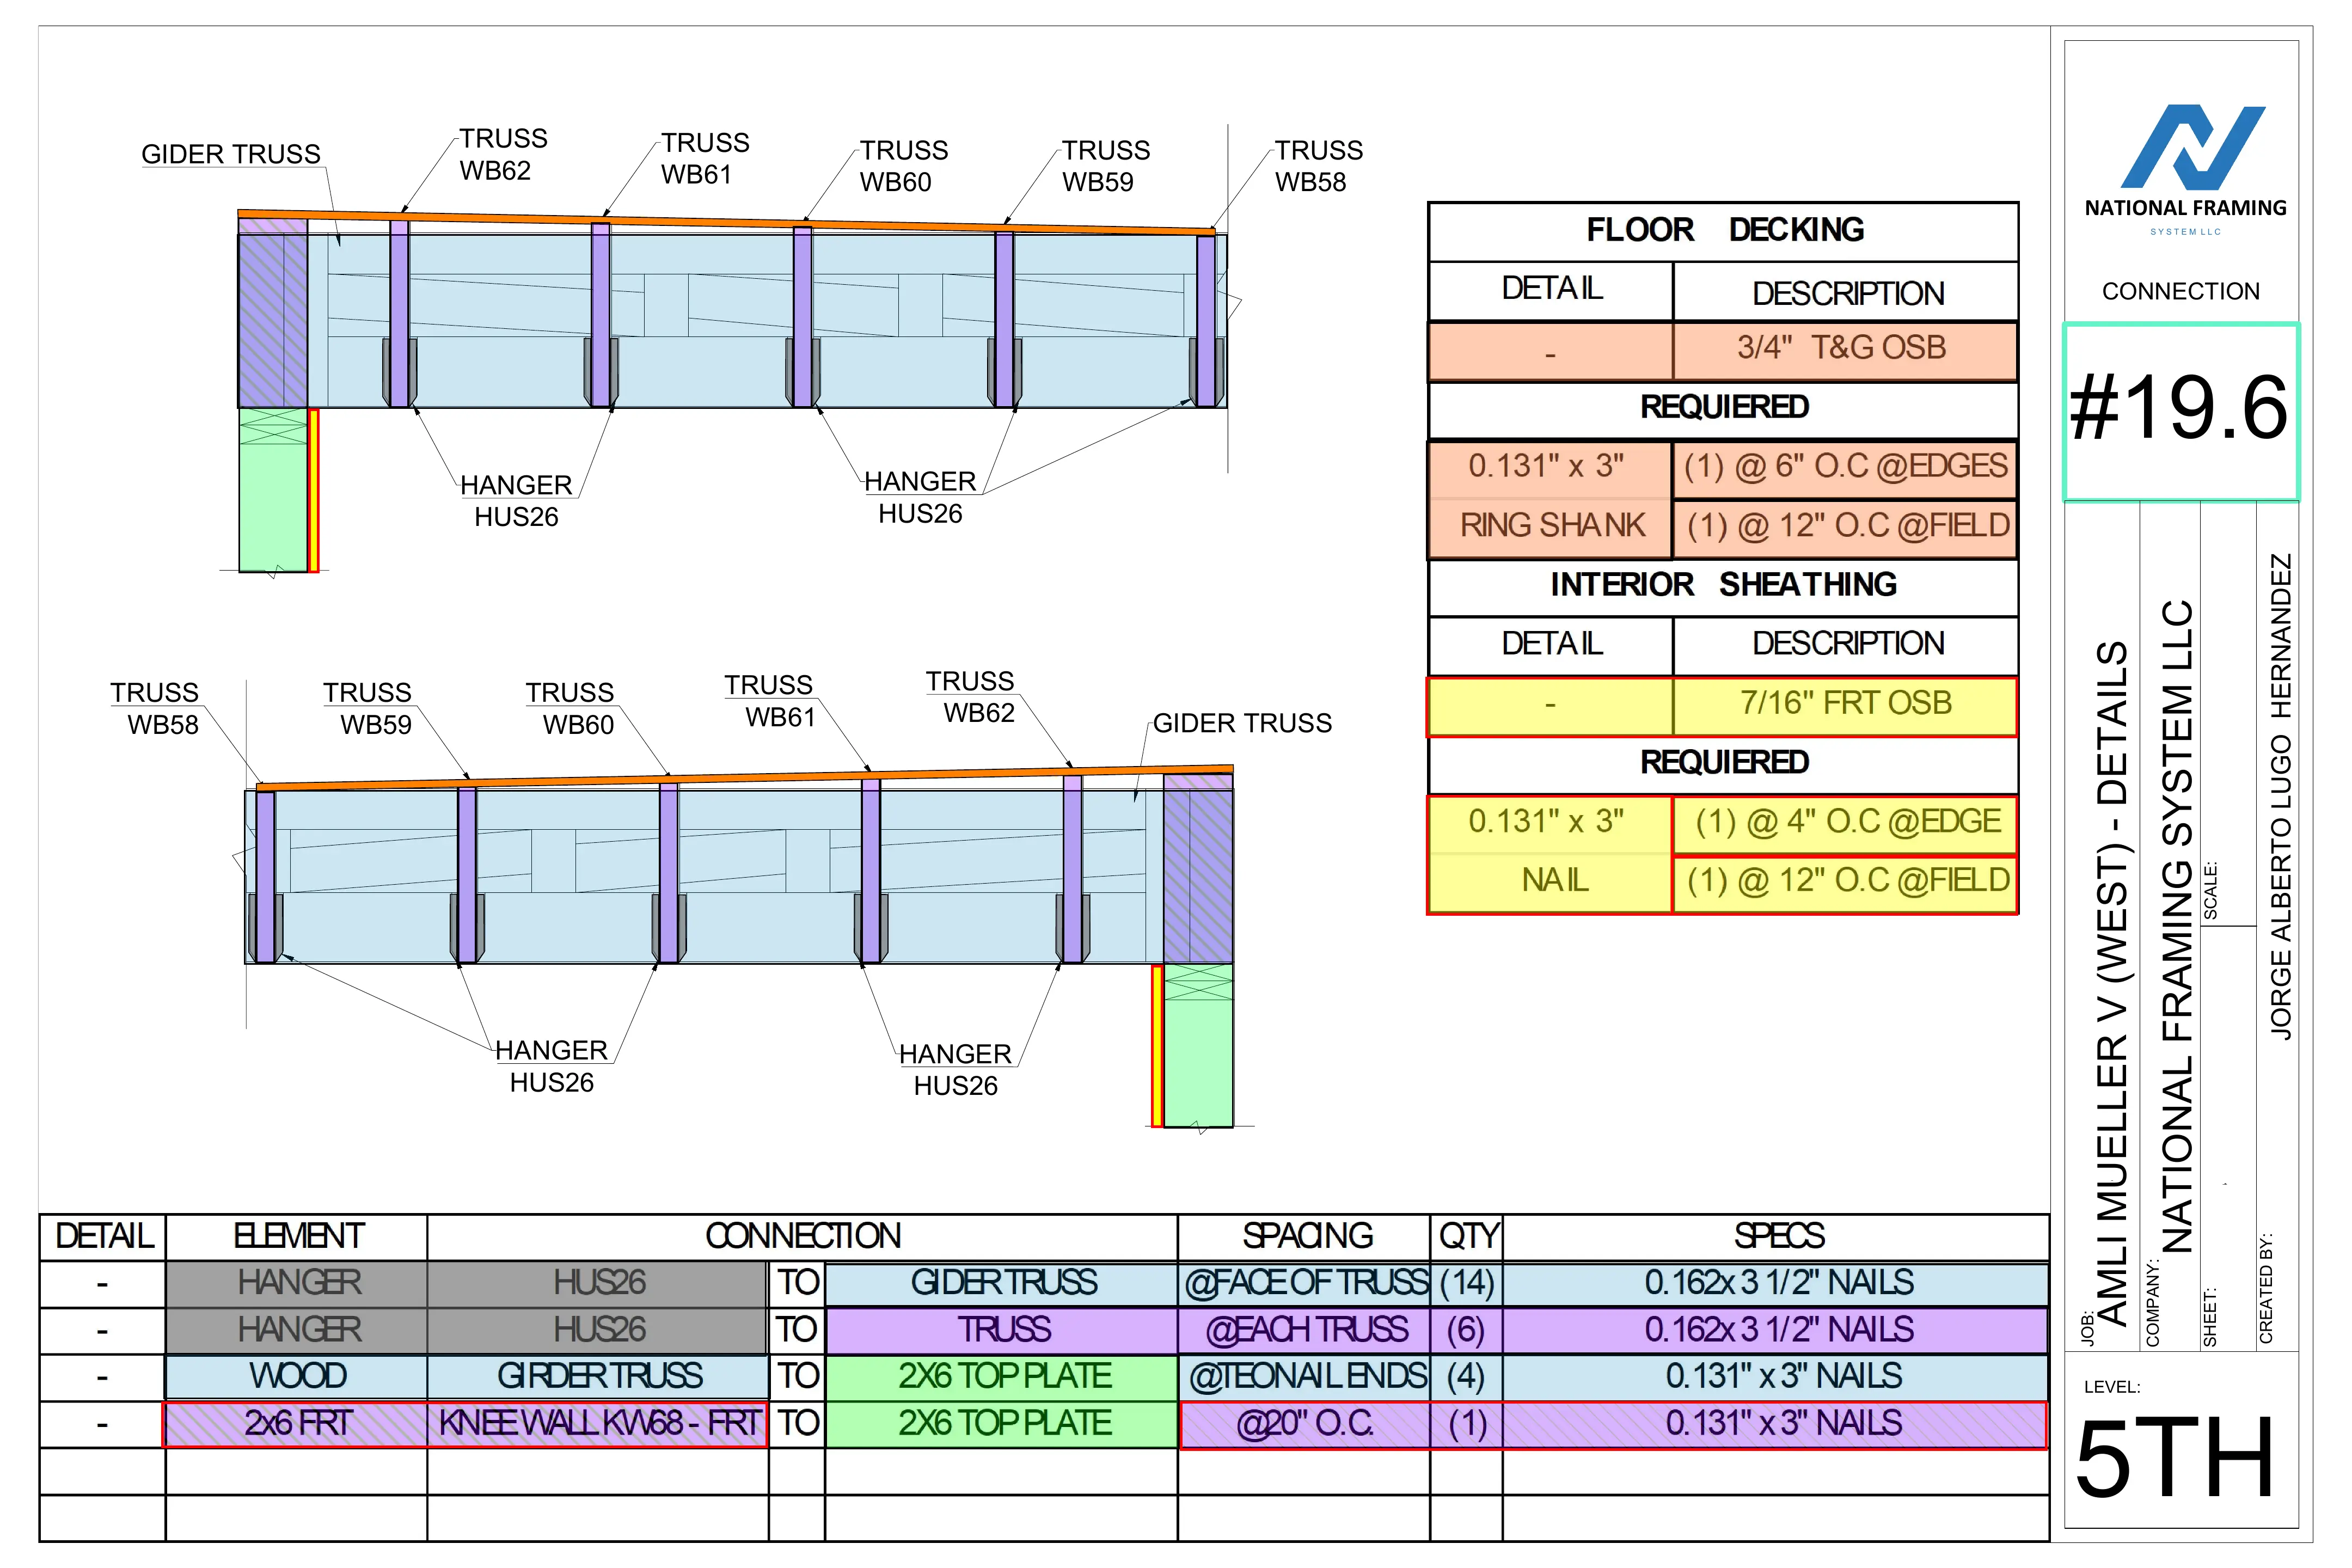 GIDER TRUSS
TRUSS
WB62
TRUSS
WB61
TRUSS
WB60
TRUSS
WB59
TRUSS
WB58
HANGER
HUS26
HANGER
HUS26
TRUSS
WB58
TRUSS
WB59
TRUSS
WB60
TRUSS
WB61
TRUSS
WB62
GIDER TRUSS
HANGER
HUS26
HANGER
HUS26
FLOOR DECKING
DETAIL DESCRIPTION
- 3/4" T&G OSB
REQUIERED
0.131" x 3" (1) @ 6" O.C @EDGES
RING SHANK (1) @ 12" O.C @FIELD
INTERIOR SHEATHING
DETAIL DESCRIPTION
- 7/16" FRT OSB
REQUIERED
0.131" x 3" (1) @ 4" O.C @EDGE
NAIL (1) @ 12" O.C @FIELD
DETAIL ELEMENT CONNECTION SPACING QTY SPECS
- HANGER HUS26 TO GIDER TRUSS @FACE OF TRUSS (14) 0.162x 3 1/2" NAILS
- HANGER HUS26 TO TRUSS @EACH TRUSS (6) 0.162x 3 1/2" NAILS
- WOOD GIRDER TRUSS TO 2X6 TOP PLATE @TEONAIL ENDS (4) 0.131" x 3" NAILS
- 2x6 FRT KNEE WALL KW68 - FRT TO 2X6 TOP PLATE @20" O.C. (1) 0.131" x 3" NAILS
NATIONAL FRAMING
SYSTEM LLC
CONNECTION
#19.6
JOB:
AMLI MUELLER V (WEST) - DETAILS
COMPANY:
NATIONAL FRAMING SYSTEM LLC
SCALE:
SHEET:
CREATED BY:
JORGE ALBERTO LUGO HERNANDEZ
LEVEL:
5TH